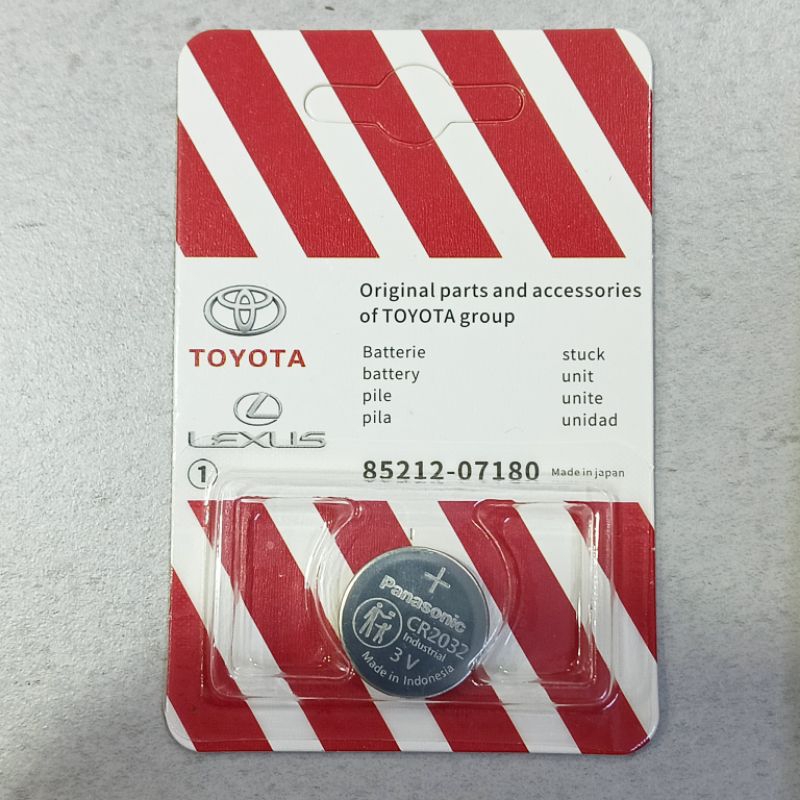 Original parts and accessories
of TOYOTA group
TOYOTA
Batterie stuck
battery unit
pile unite
pila unidad
LEXUS
1 85212-07180 Made in japan
+
Panasonic
CR2032
Industrial
3V
Made in Indonesia